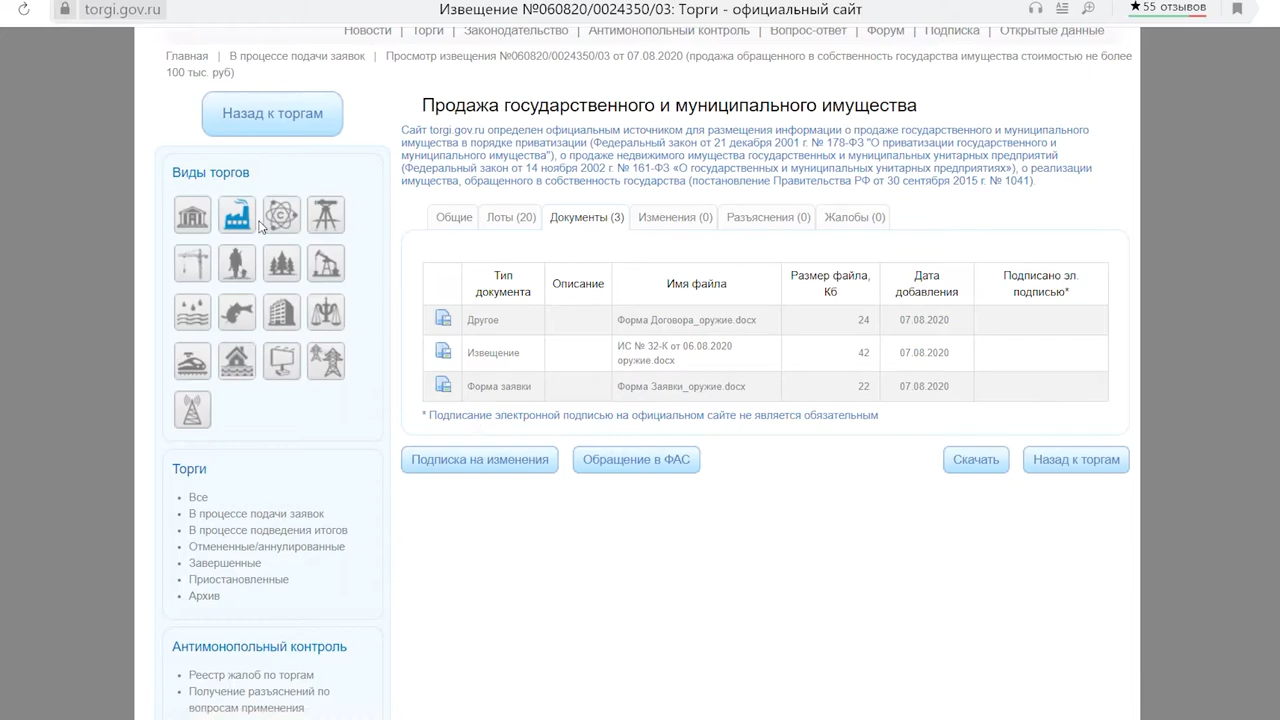 torgi.gov.ru
Извещение №060820/0024350/03: Торги - официальный сайт
★55 отзывов
Новости | Торги | Законодательство | Антимонопольный контроль | Вопрос-ответ | Форум | Подписка | Открытые данные
Главная | В процессе подачи заявок | Просмотр извещения №060820/0024350/03 от 07.08.2020 (продажа обращенного в собственность государства имущества стоимостью не более
100 тыс. руб)
Назад к торгам
Виды торгов
Продажа государственного и муниципального имущества
Сайт torgi.gov.ru определен официальным источником для размещения информации о продаже государственного и муниципального
имущества в порядке приватизации (Федеральный закон от 21 декабря 2001 г. № 178-ФЗ "О приватизации государственного и
муниципального имущества"), о продаже недвижимого имущества государственных и муниципальных унитарных предприятий
(Федеральный закон от 14 ноября 2002 г. № 161-ФЗ «О государственных и муниципальных унитарных предприятиях»), о реализации
имущества, обращенного в собственность государства (постановление Правительства РФ от 30 сентября 2015 г. № 1041).
Общие Лоты (20) Документы (3) Изменения (0) Разъяснения (0) Жалобы (0)
Тип документа Описание Имя файла Размер файла, Кб Дата добавления Подписано эл. подписью*
Другое Форма Договора_оружие.docx 24 07.08.2020
Извещение ИС № 32-К от 06.08.2020 оружие.docx 42 07.08.2020
Форма заявки Форма Заявки_оружие.docx 22 07.08.2020
* Подписание электронной подписью на официальном сайте не является обязательным
Подписка на изменения Обращение в ФАС Скачать Назад к торгам
Торги
Все
В процессе подачи заявок
В процессе подведения итогов
Отмененные/аннулированные
Завершенные
Приостановленные
Архив
Антимонопольный контроль
Реестр жалоб по торгам
Получение разъяснений по
вопросам применения